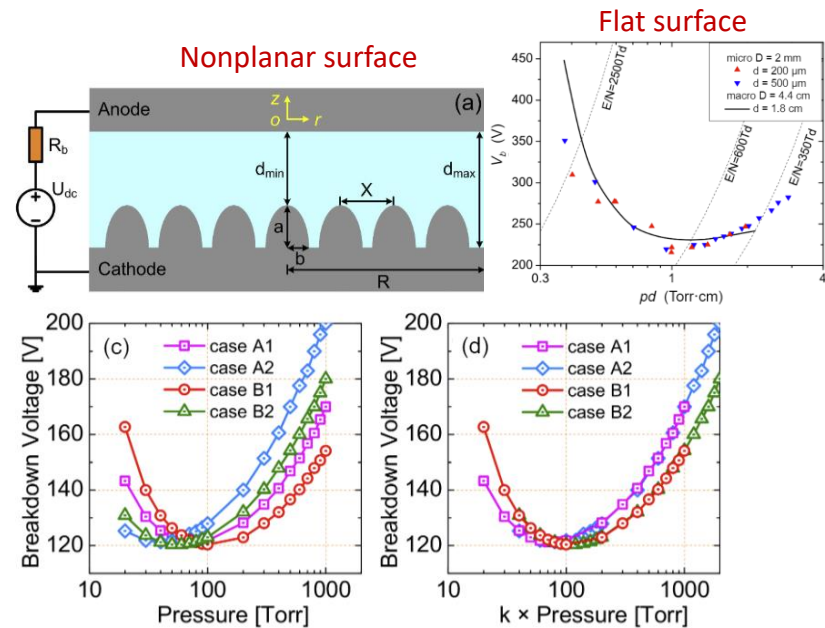 Nonplanar surface
Flat surface
Anode
z
o
r
(a)
R_b
U_dc
d_min
X
d_max
a
b
Cathode
R
V_b (V)
450
400
350
300
250
200
0.3
1
2
3
4
pd (Torr·cm)
E/N=2500Td
E/N=600Td
E/N=350Td
micro D = 2 mm
d = 200 μm
d = 500 μm
macro D = 4.4 cm
d = 1.8 cm
Breakdown Voltage [V]
200
180
160
140
120
(c)
case A1
case A2
case B1
case B2
10
100
1000
Pressure [Torr]
Breakdown Voltage [V]
200
180
160
140
120
(d)
case A1
case A2
case B1
case B2
10
100
1000
k × Pressure [Torr]